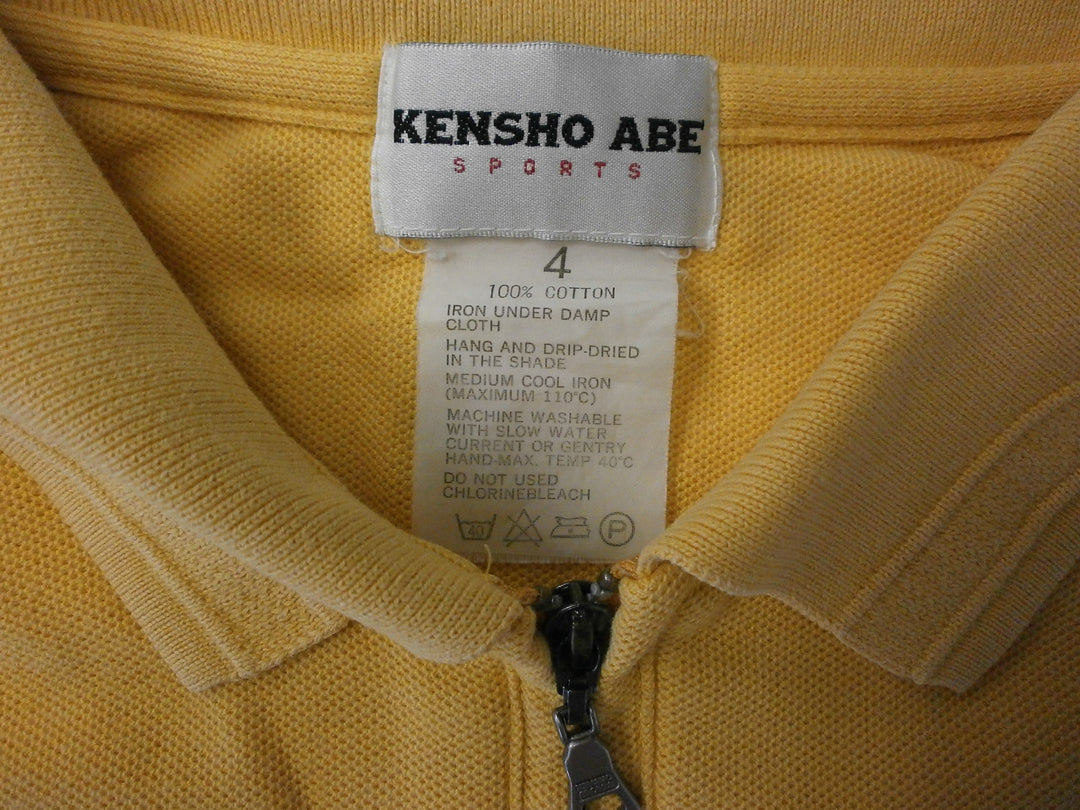 KENSHO ABE
SPORTS
4
100% COTTON
IRON UNDER DAMP
CLOTH
HANG AND DRIP-DRIED
IN THE SHADE
MEDIUM COOL IRON
(MAXIMUM 110°C)
MACHINE WASHABLE
WITH SLOW WATER
CURRENT OR GENTRY
HAND-MAX. TEMP 40°C
DO NOT USED
CHLORINEBLEACH
40 P